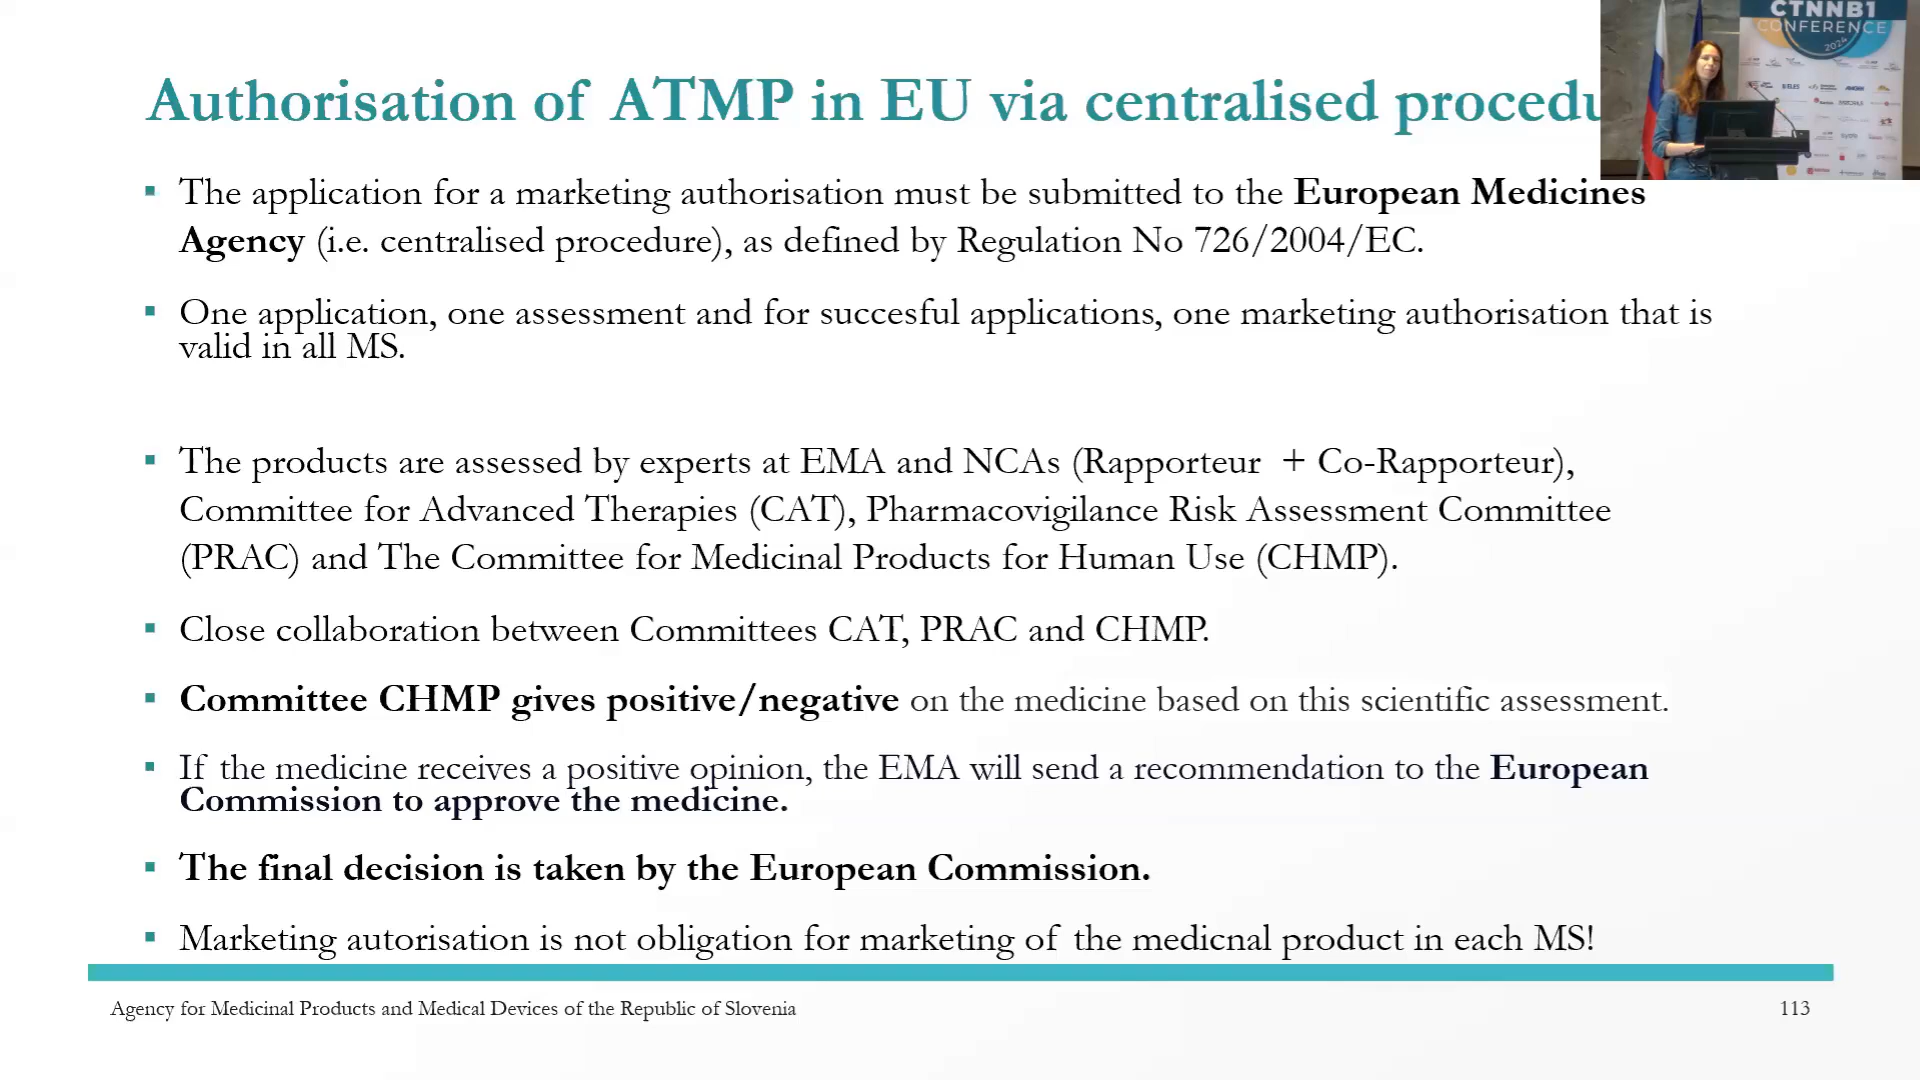 Authorisation of ATMP in EU via centralised procedu
CTNNB1
CONFERENCE
2024
▪ The application for a marketing authorisation must be submitted to the European Medicines
Agency (i.e. centralised procedure), as defined by Regulation No 726/2004/EC.
▪ One application, one assessment and for succesful applications, one marketing authorisation that is
valid in all MS.
▪ The products are assessed by experts at EMA and NCAs (Rapporteur + Co-Rapporteur),
Committee for Advanced Therapies (CAT), Pharmacovigilance Risk Assessment Committee
(PRAC) and The Committee for Medicinal Products for Human Use (CHMP).
▪ Close collaboration between Committees CAT, PRAC and CHMP.
▪ Committee CHMP gives positive/negative on the medicine based on this scientific assessment.
▪ If the medicine receives a positive opinion, the EMA will send a recommendation to the European
Commission to approve the medicine.
▪ The final decision is taken by the European Commission.
▪ Marketing autorisation is not obligation for marketing of the medicnal product in each MS!
Agency for Medicinal Products and Medical Devices of the Republic of Slovenia
113